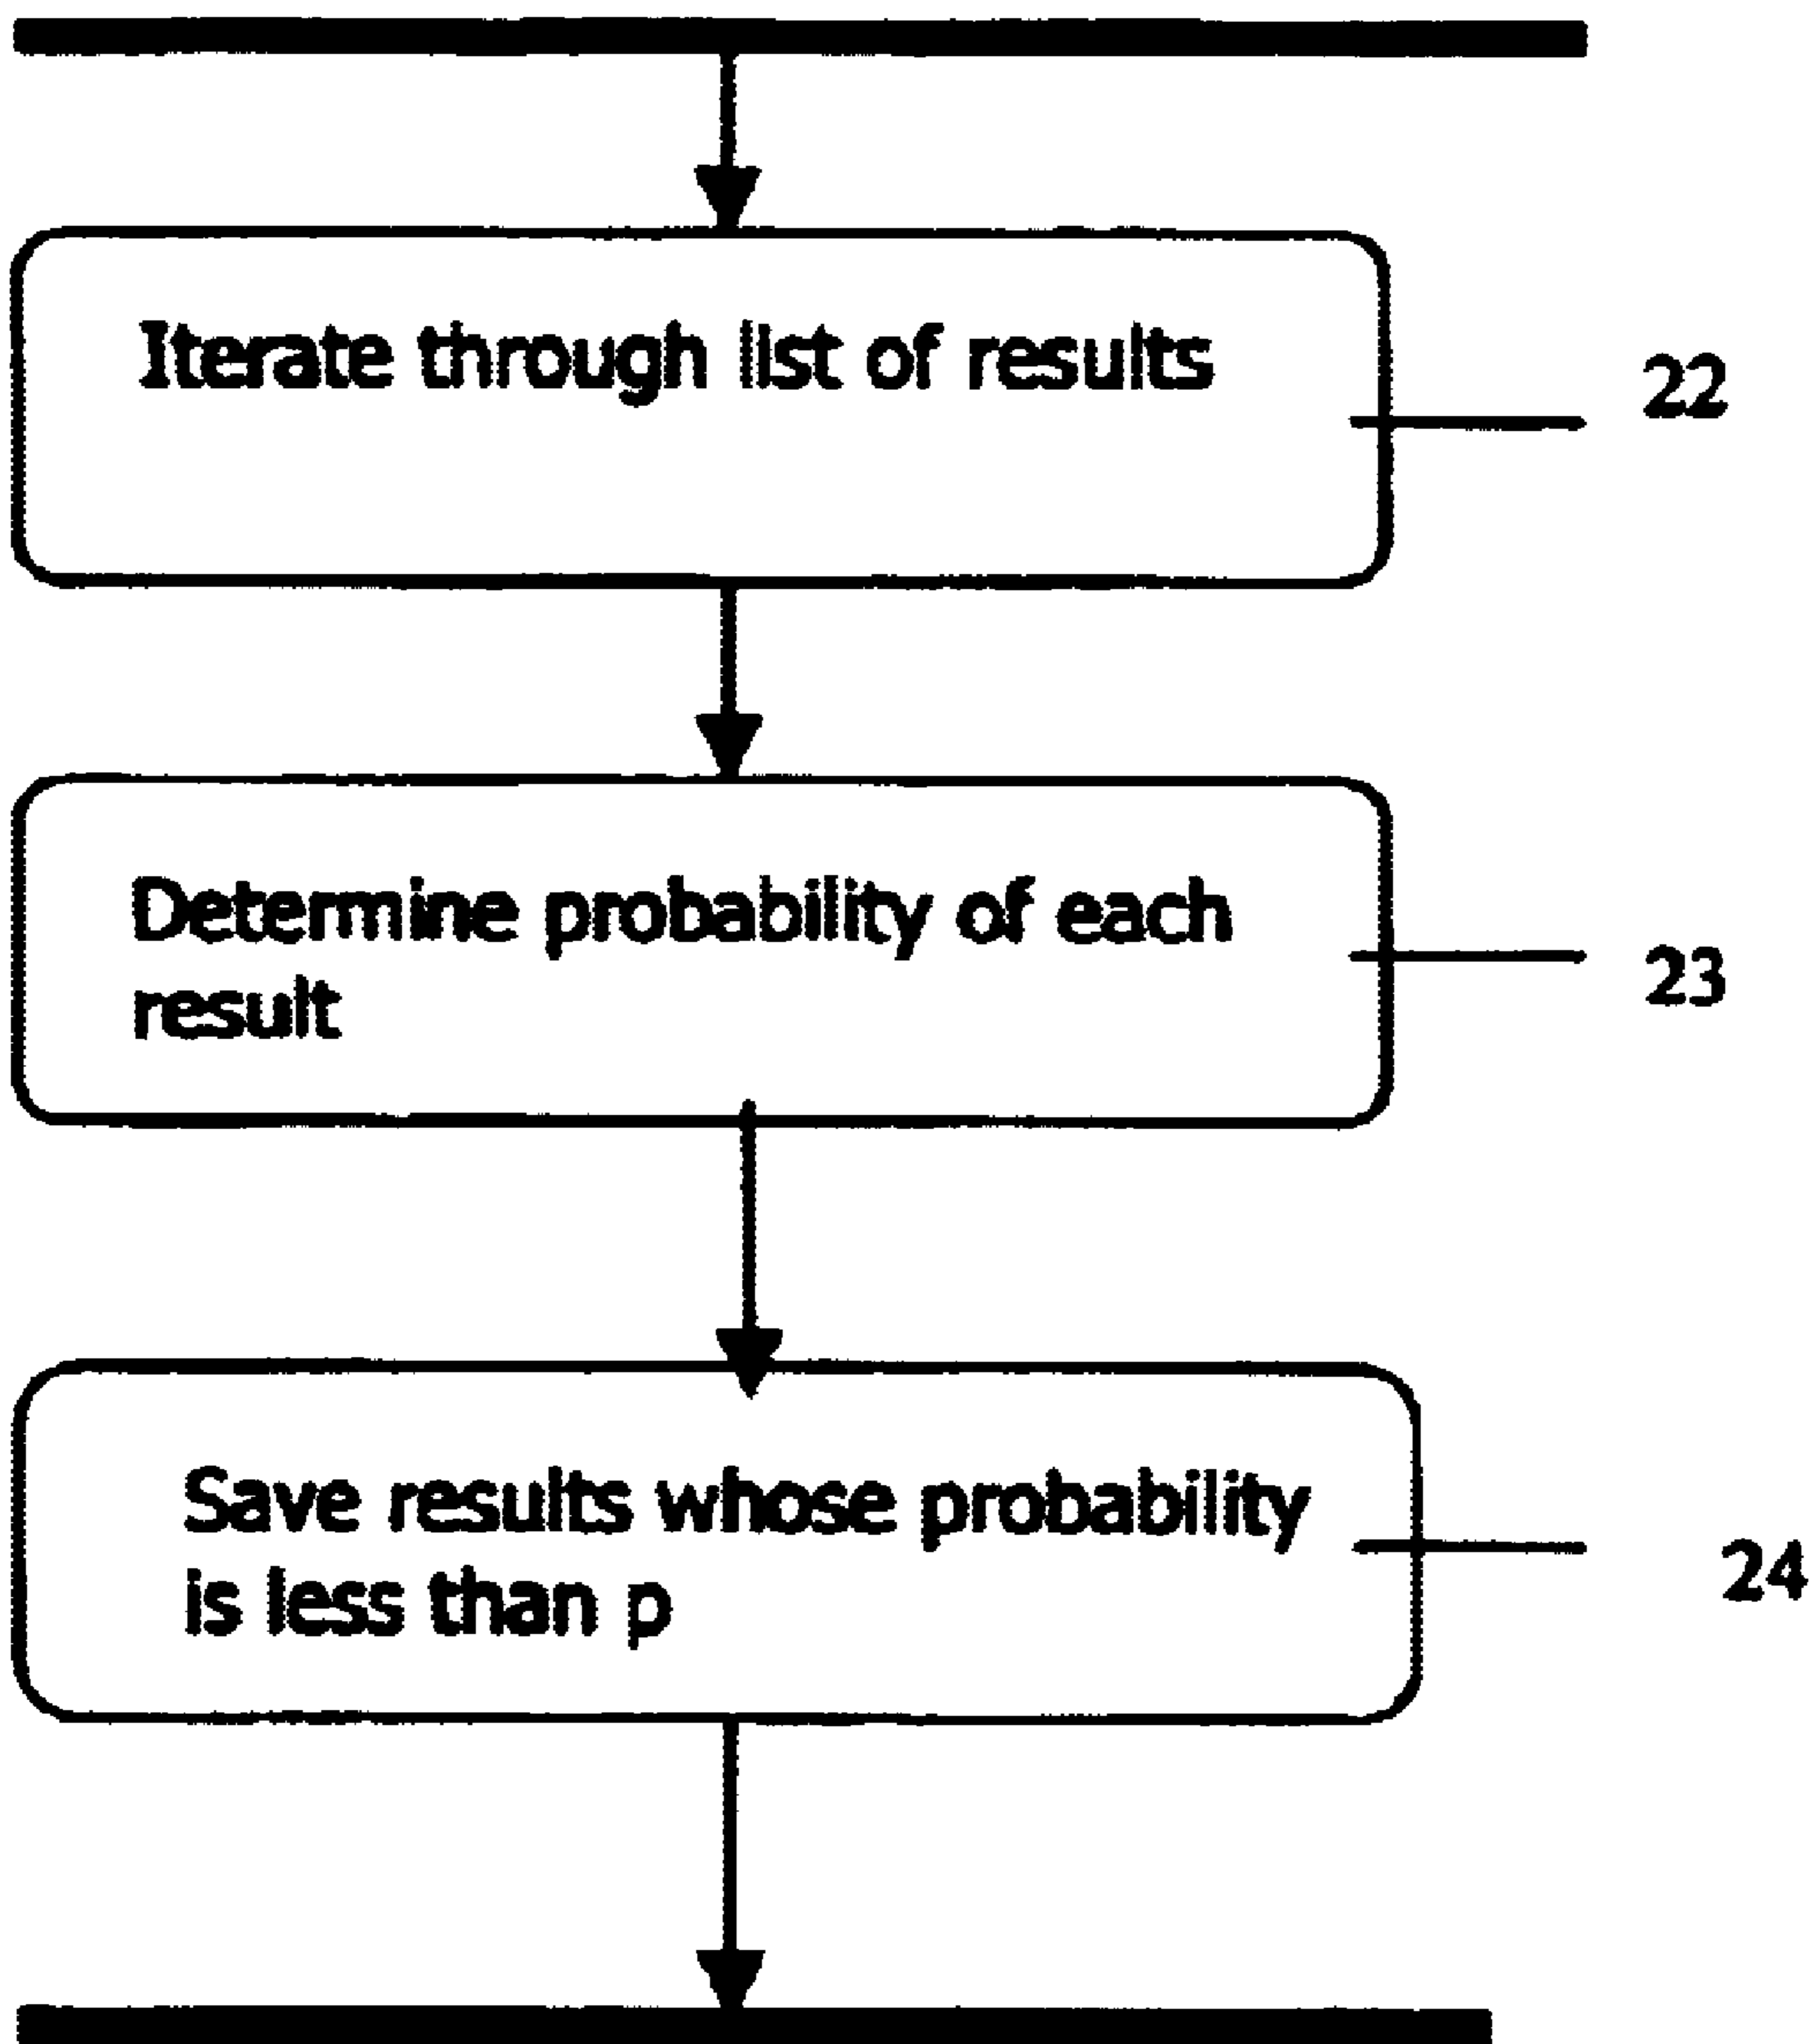 Iterate through list of results
22
Determine probability of each
result
23
Save results whose probability
is less than p
24